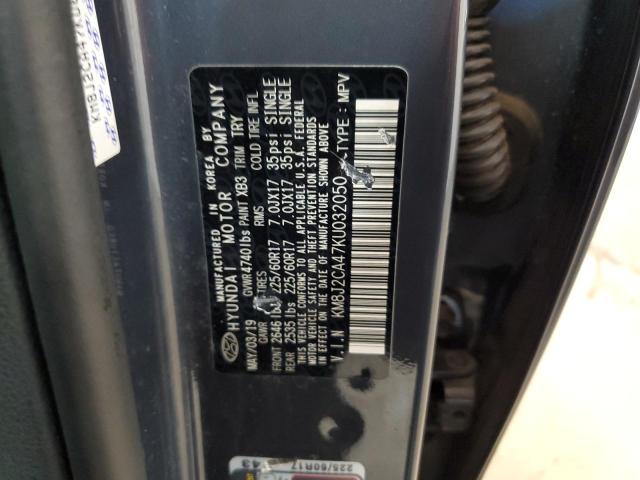 MANUFACTURED IN KOREA BY
HYUNDAI MOTOR COMPANY
MAY/03/19 GVWR 4740lbs PAINT XB3 TRIM TRY
GAWR TIRES RIMS COLD TIRE INFL
FRONT 2646 lbs 225/60R17 7.0JX17 35psi SINGLE
REAR 2535 lbs 225/60R17 7.0JX17 35psi SINGLE
THIS VEHICLE CONFORMS TO ALL APPLICABLE U.S.A. FEDERAL
MOTOR VEHICLE SAFETY AND THEFT PREVENTION STANDARDS
IN EFFECT ON THE DATE OF MANUFACTURE SHOWN ABOVE
V.I.N : KM8J2CA47KU032050 TYPE : MPV
225/60R17